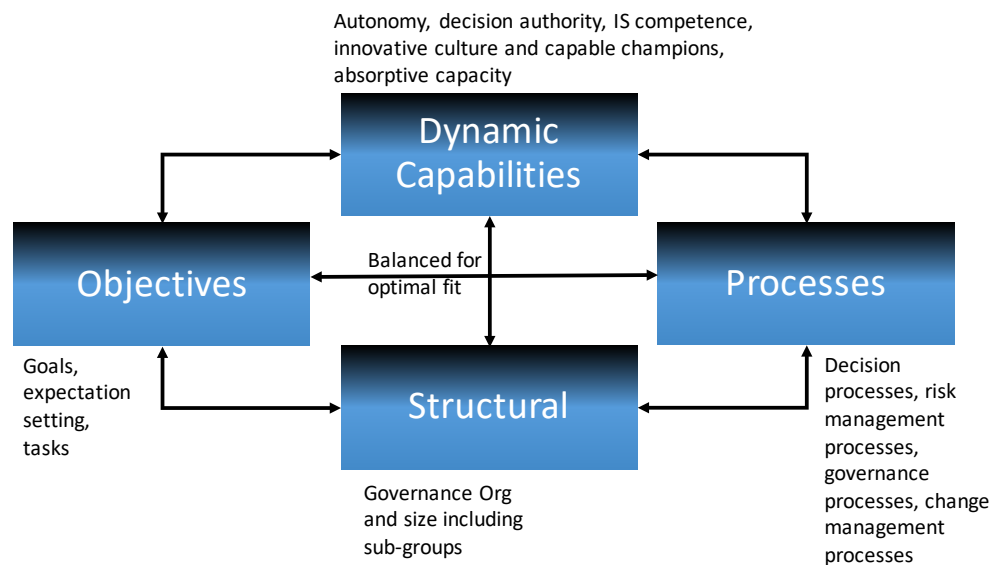 Autonomy, decision authority, IS competence,
innovative culture and capable champions,
absorptive capacity
Dynamic
Capabilities
Objectives
Balanced for
optimal fit
Processes
Goals,
expectation
setting,
tasks
Structural
Decision
processes, risk
management
processes,
governance
processes, change
management
processes
Governance Org
and size including
sub-groups